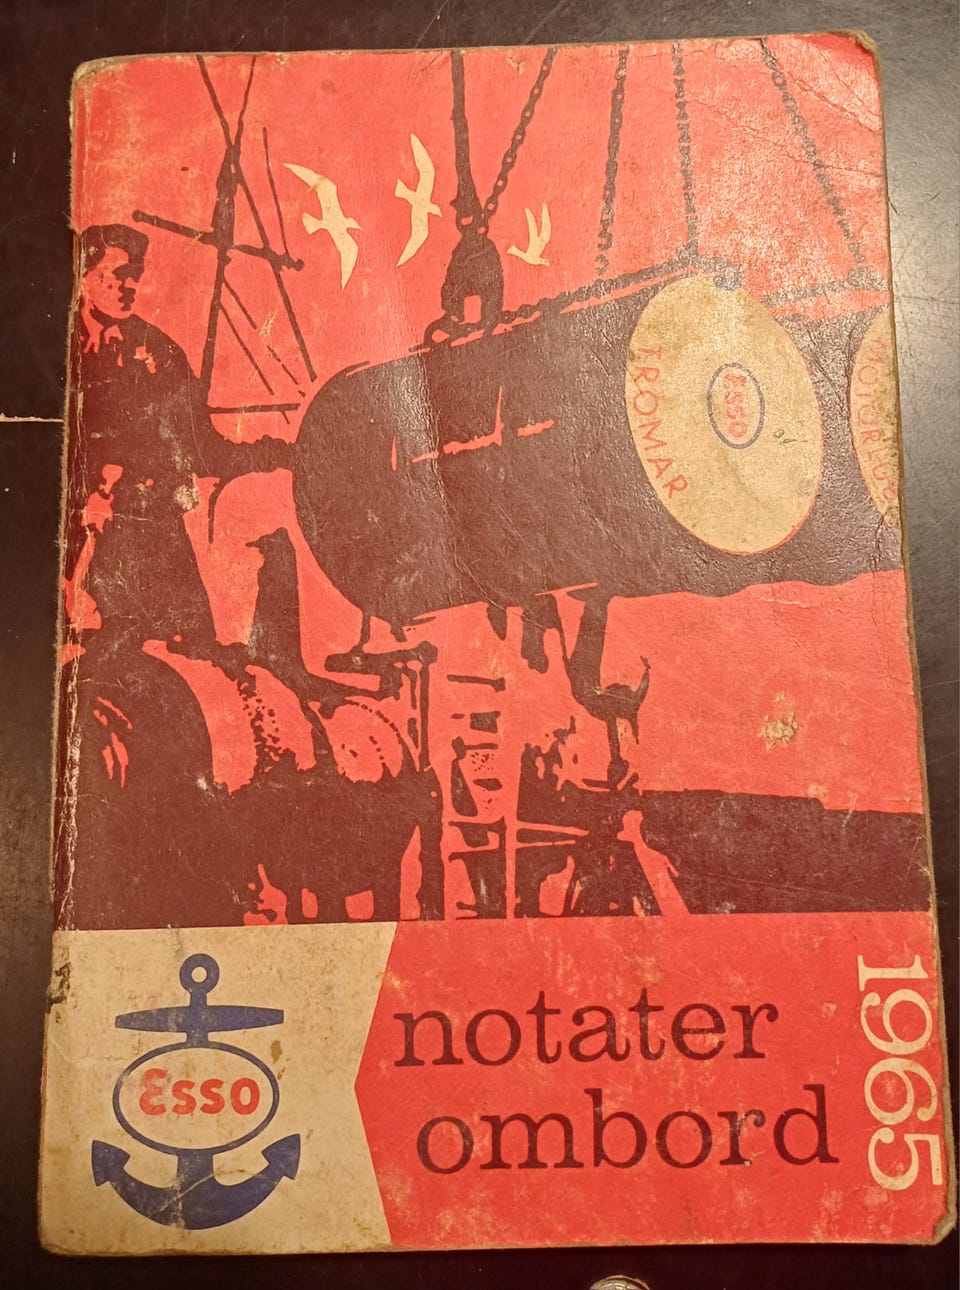 Esso
TROMAR
Esso
notater
ombord
1965